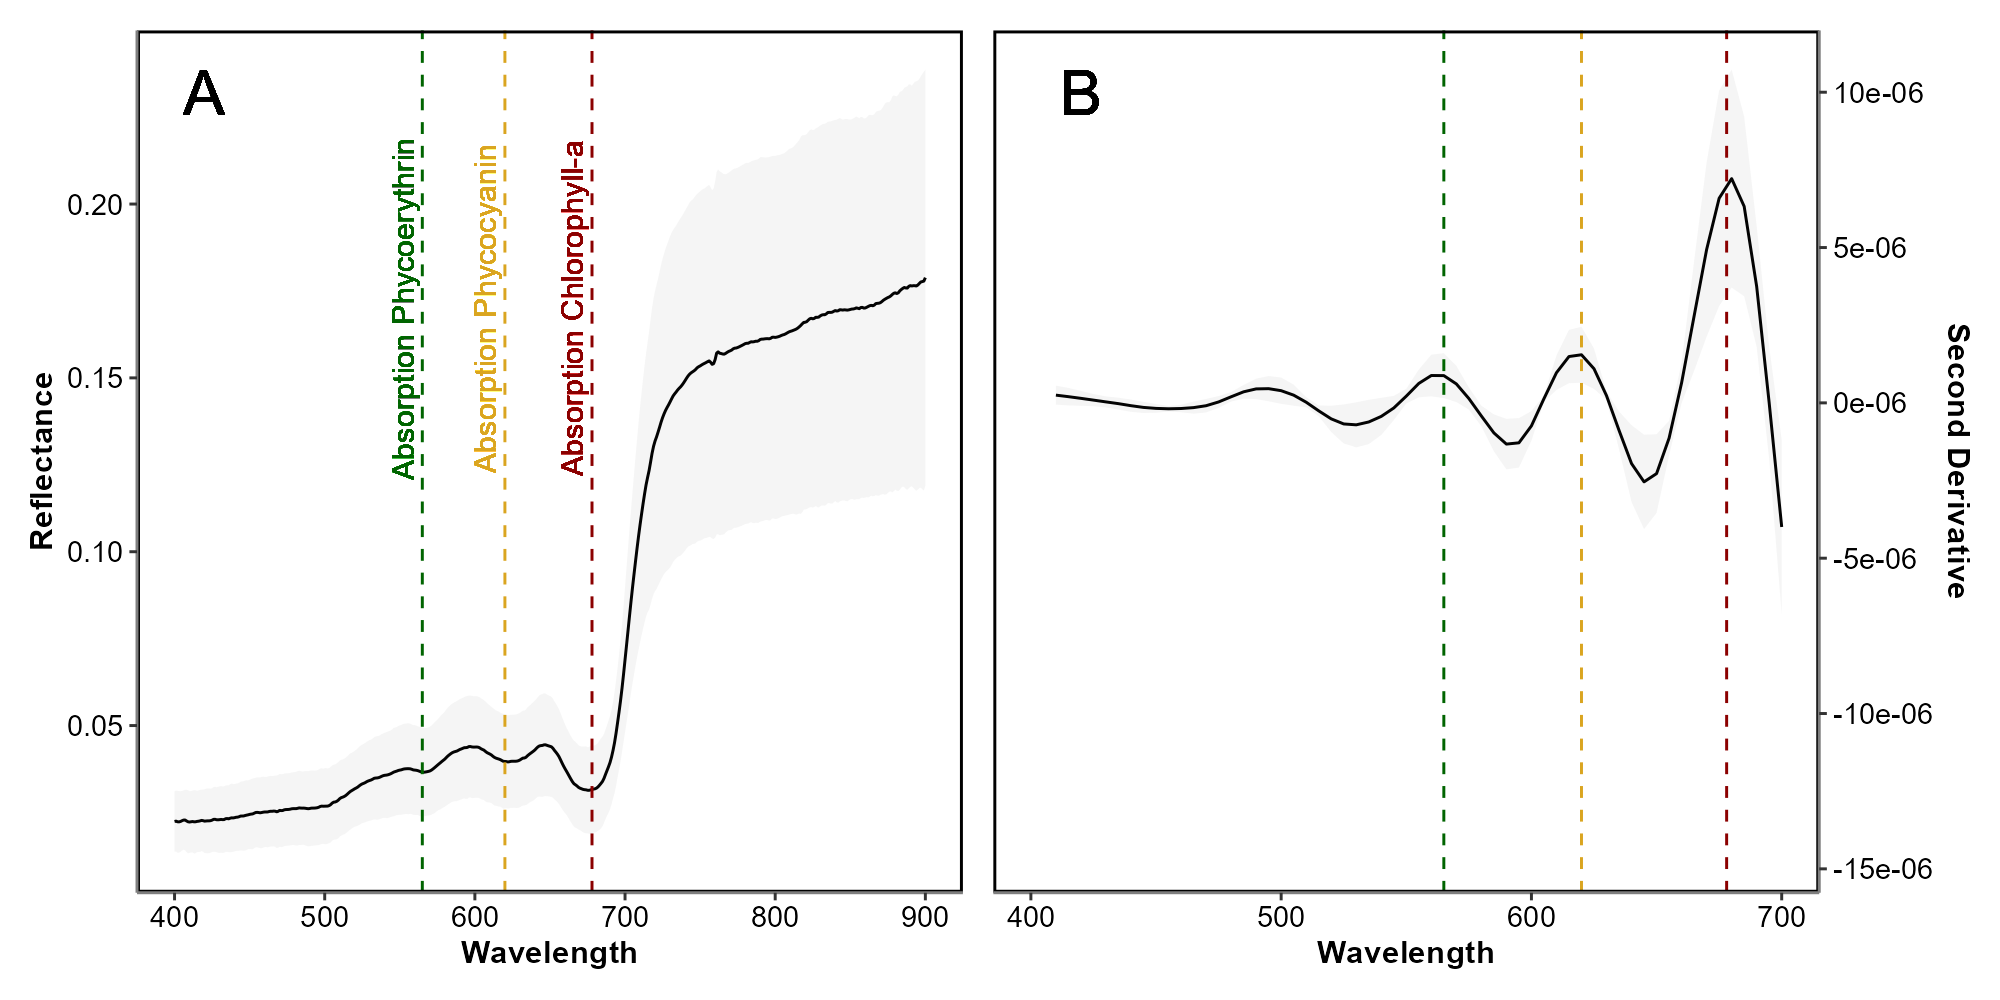 A
Absorption Phycoerythrin
Absorption Phycocyanin
Absorption Chlorophyll-a
Reflectance
0.20
0.15
0.10
0.05
400 500 600 700 800 900
Wavelength
B
10e-06
5e-06
0e-06
-5e-06
-10e-06
-15e-06
Second Derivative
400 500 600 700
Wavelength